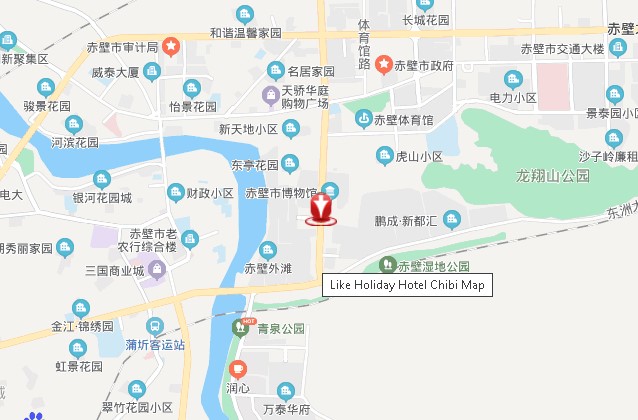 长城花园
体育馆路
赤壁大
和谐温馨家园
赤壁市审计局
赤壁市交通大楼
新聚集区
威泰大厦
名居家园
赤壁市政府
骏景花园
怡景花园
天骄华庭
购物广场
电力小区
景泰园小区
河滨花园
新天地小区
赤壁体育馆
东亭花园
虎山小区
沙子岭廉租
龙翔山公园
电大
银河花园城
财政小区
赤壁市博物馆
东洲大
赤壁市老
农行综合楼
鹏成·新都汇
朋秀丽家园
三国商业城
赤壁外滩
赤壁湿地公园
Like Holiday Hotel Chibi Map
金江·锦绣园
蒲圻客运站
HOT
青泉公园
虹景花园
润心
翠竹花园小区
万泰华府
城